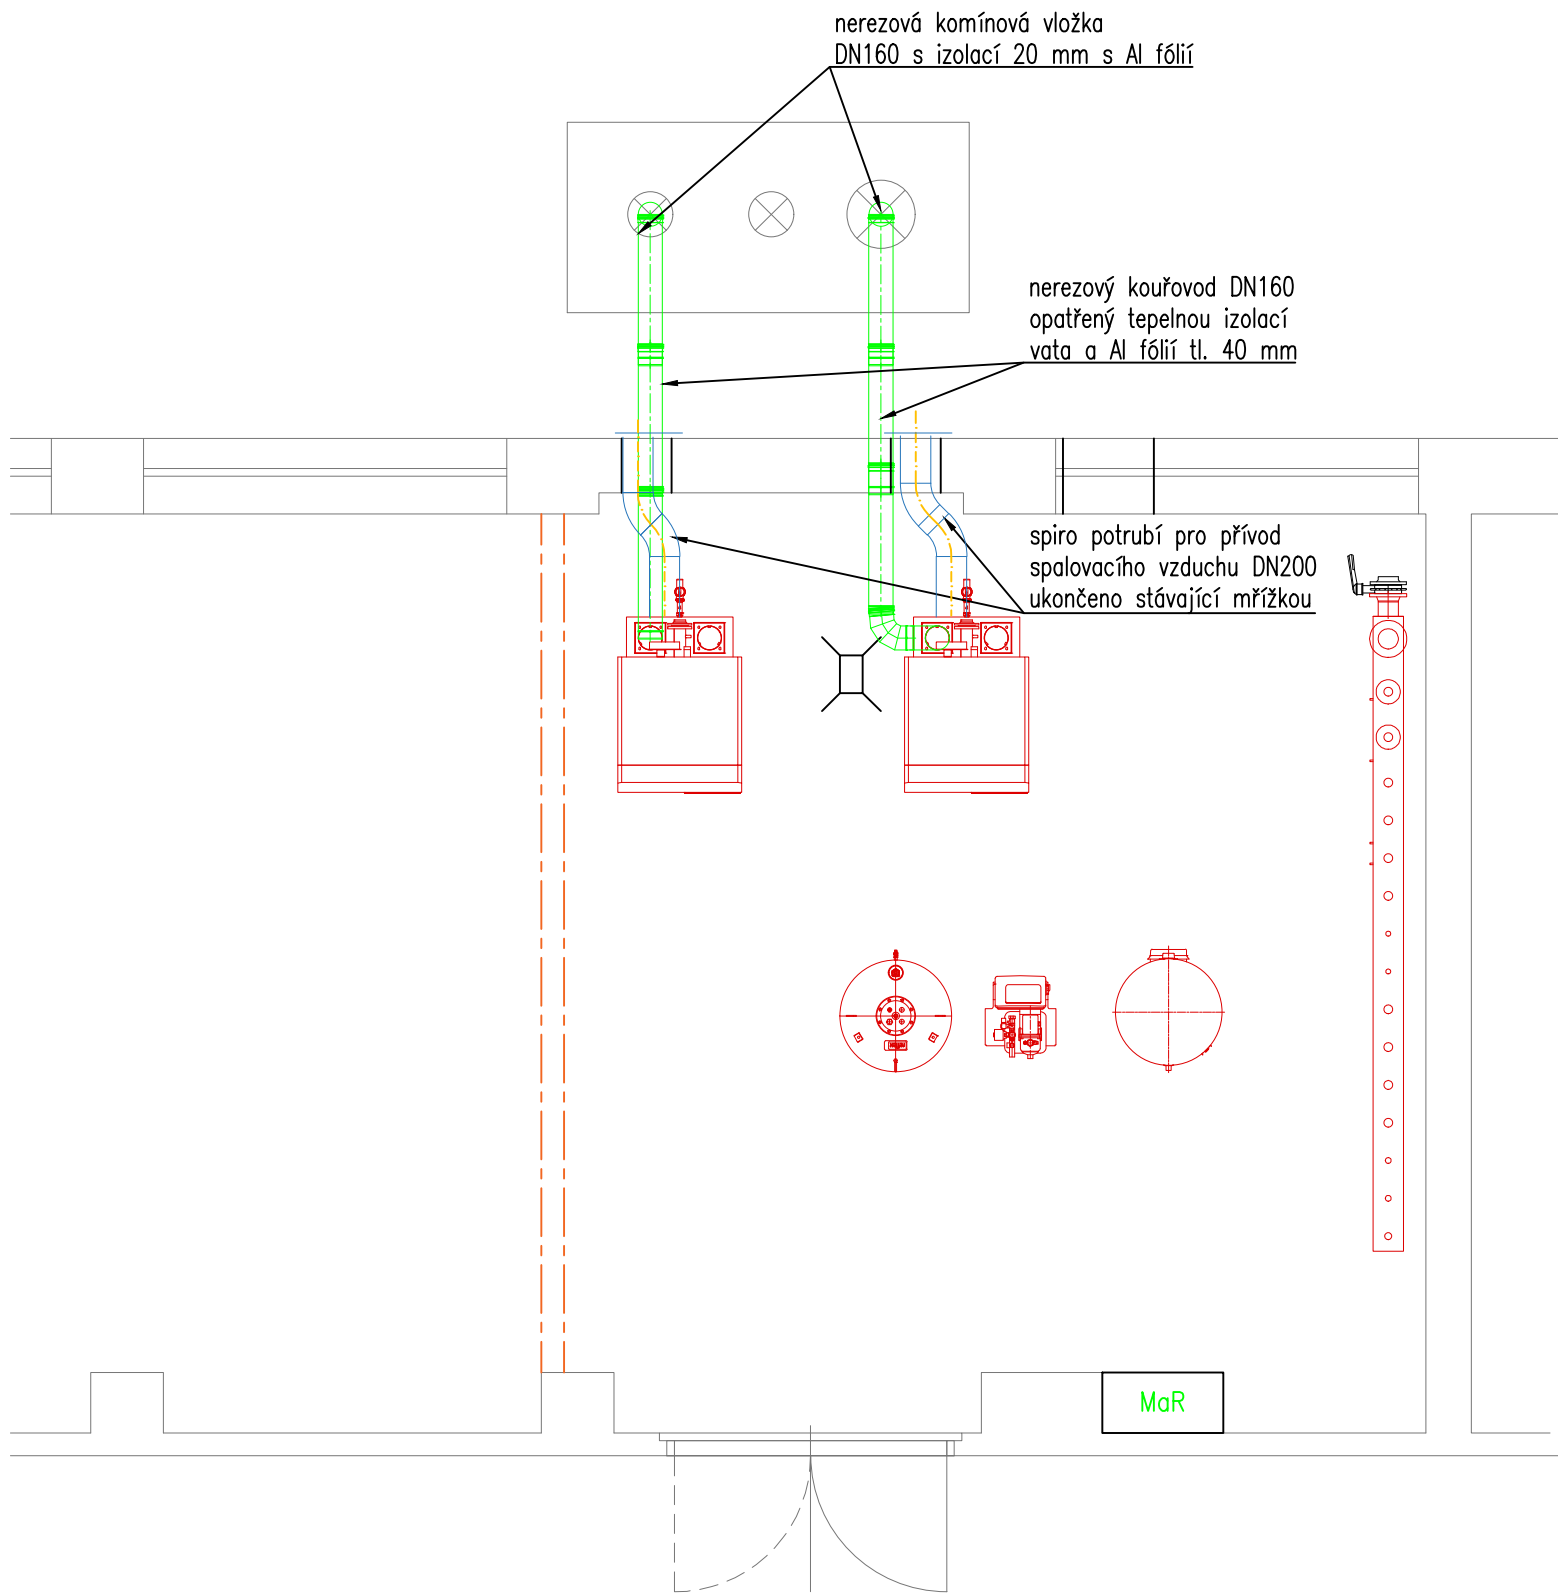 nerezová komínová vložka
DN160 s izolací 20 mm s Al fólií
nerezový kouřovod DN160
opatřený tepelnou izolací
vata a Al fólií tl. 40 mm
spiro potrubí pro přívod
spalovacího vzduchu DN200
ukončeno stávající mřížkou
MaR